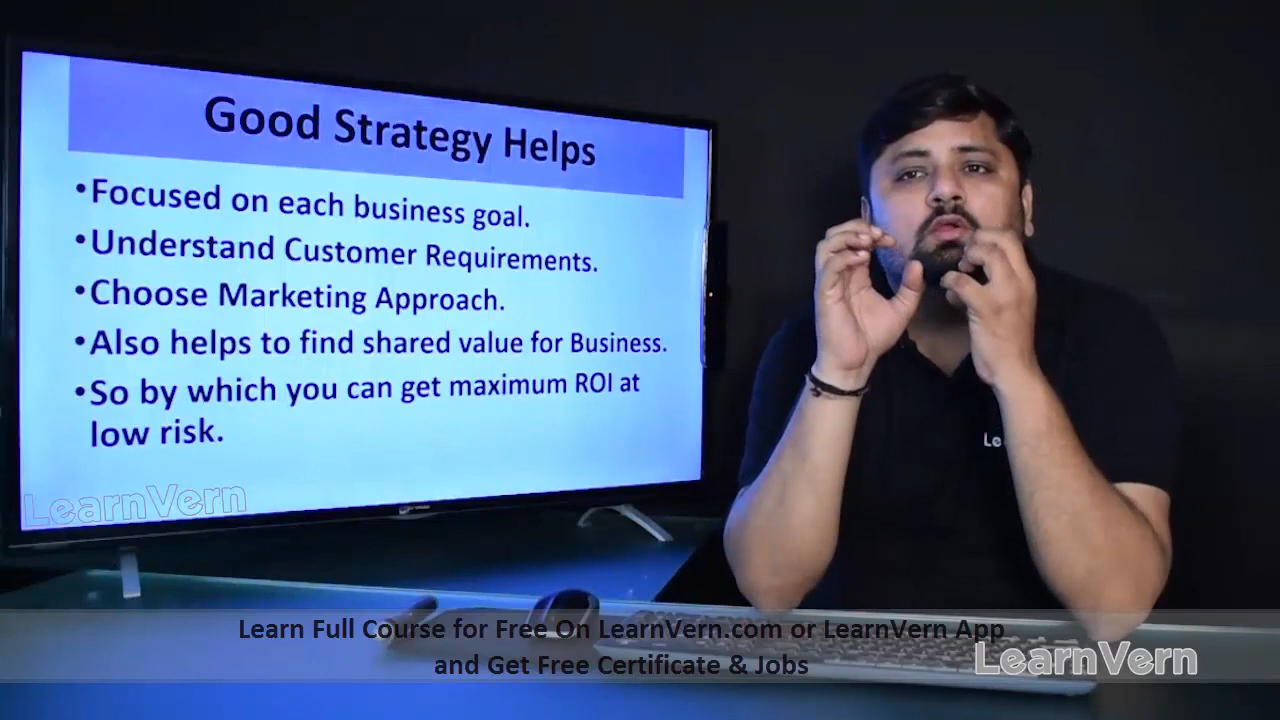 Good Strategy Helps
•Focused on each business goal.
•Understand Customer Requirements.
•Choose Marketing Approach.
•Also helps to find shared value for Business.
•So by which you can get maximum ROI at
low risk.
LearnVern
Le
Learn Full Course for Free On LearnVern.com or LearnVern App
and Get Free Certificate & Jobs
LearnVern